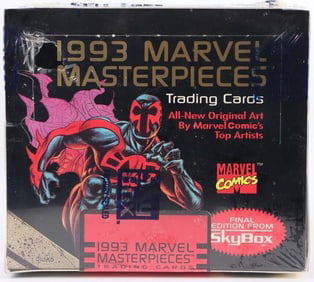 1993 MARVEL
MASTERPIECES
Trading Cards
All-New Original Art
By Marvel Comic's
Top Artists
MARVEL
COMICS
FINAL
EDITION FROM
SkyBox
1993 MARVEL
MASTERPIECES
TRADING CARDS